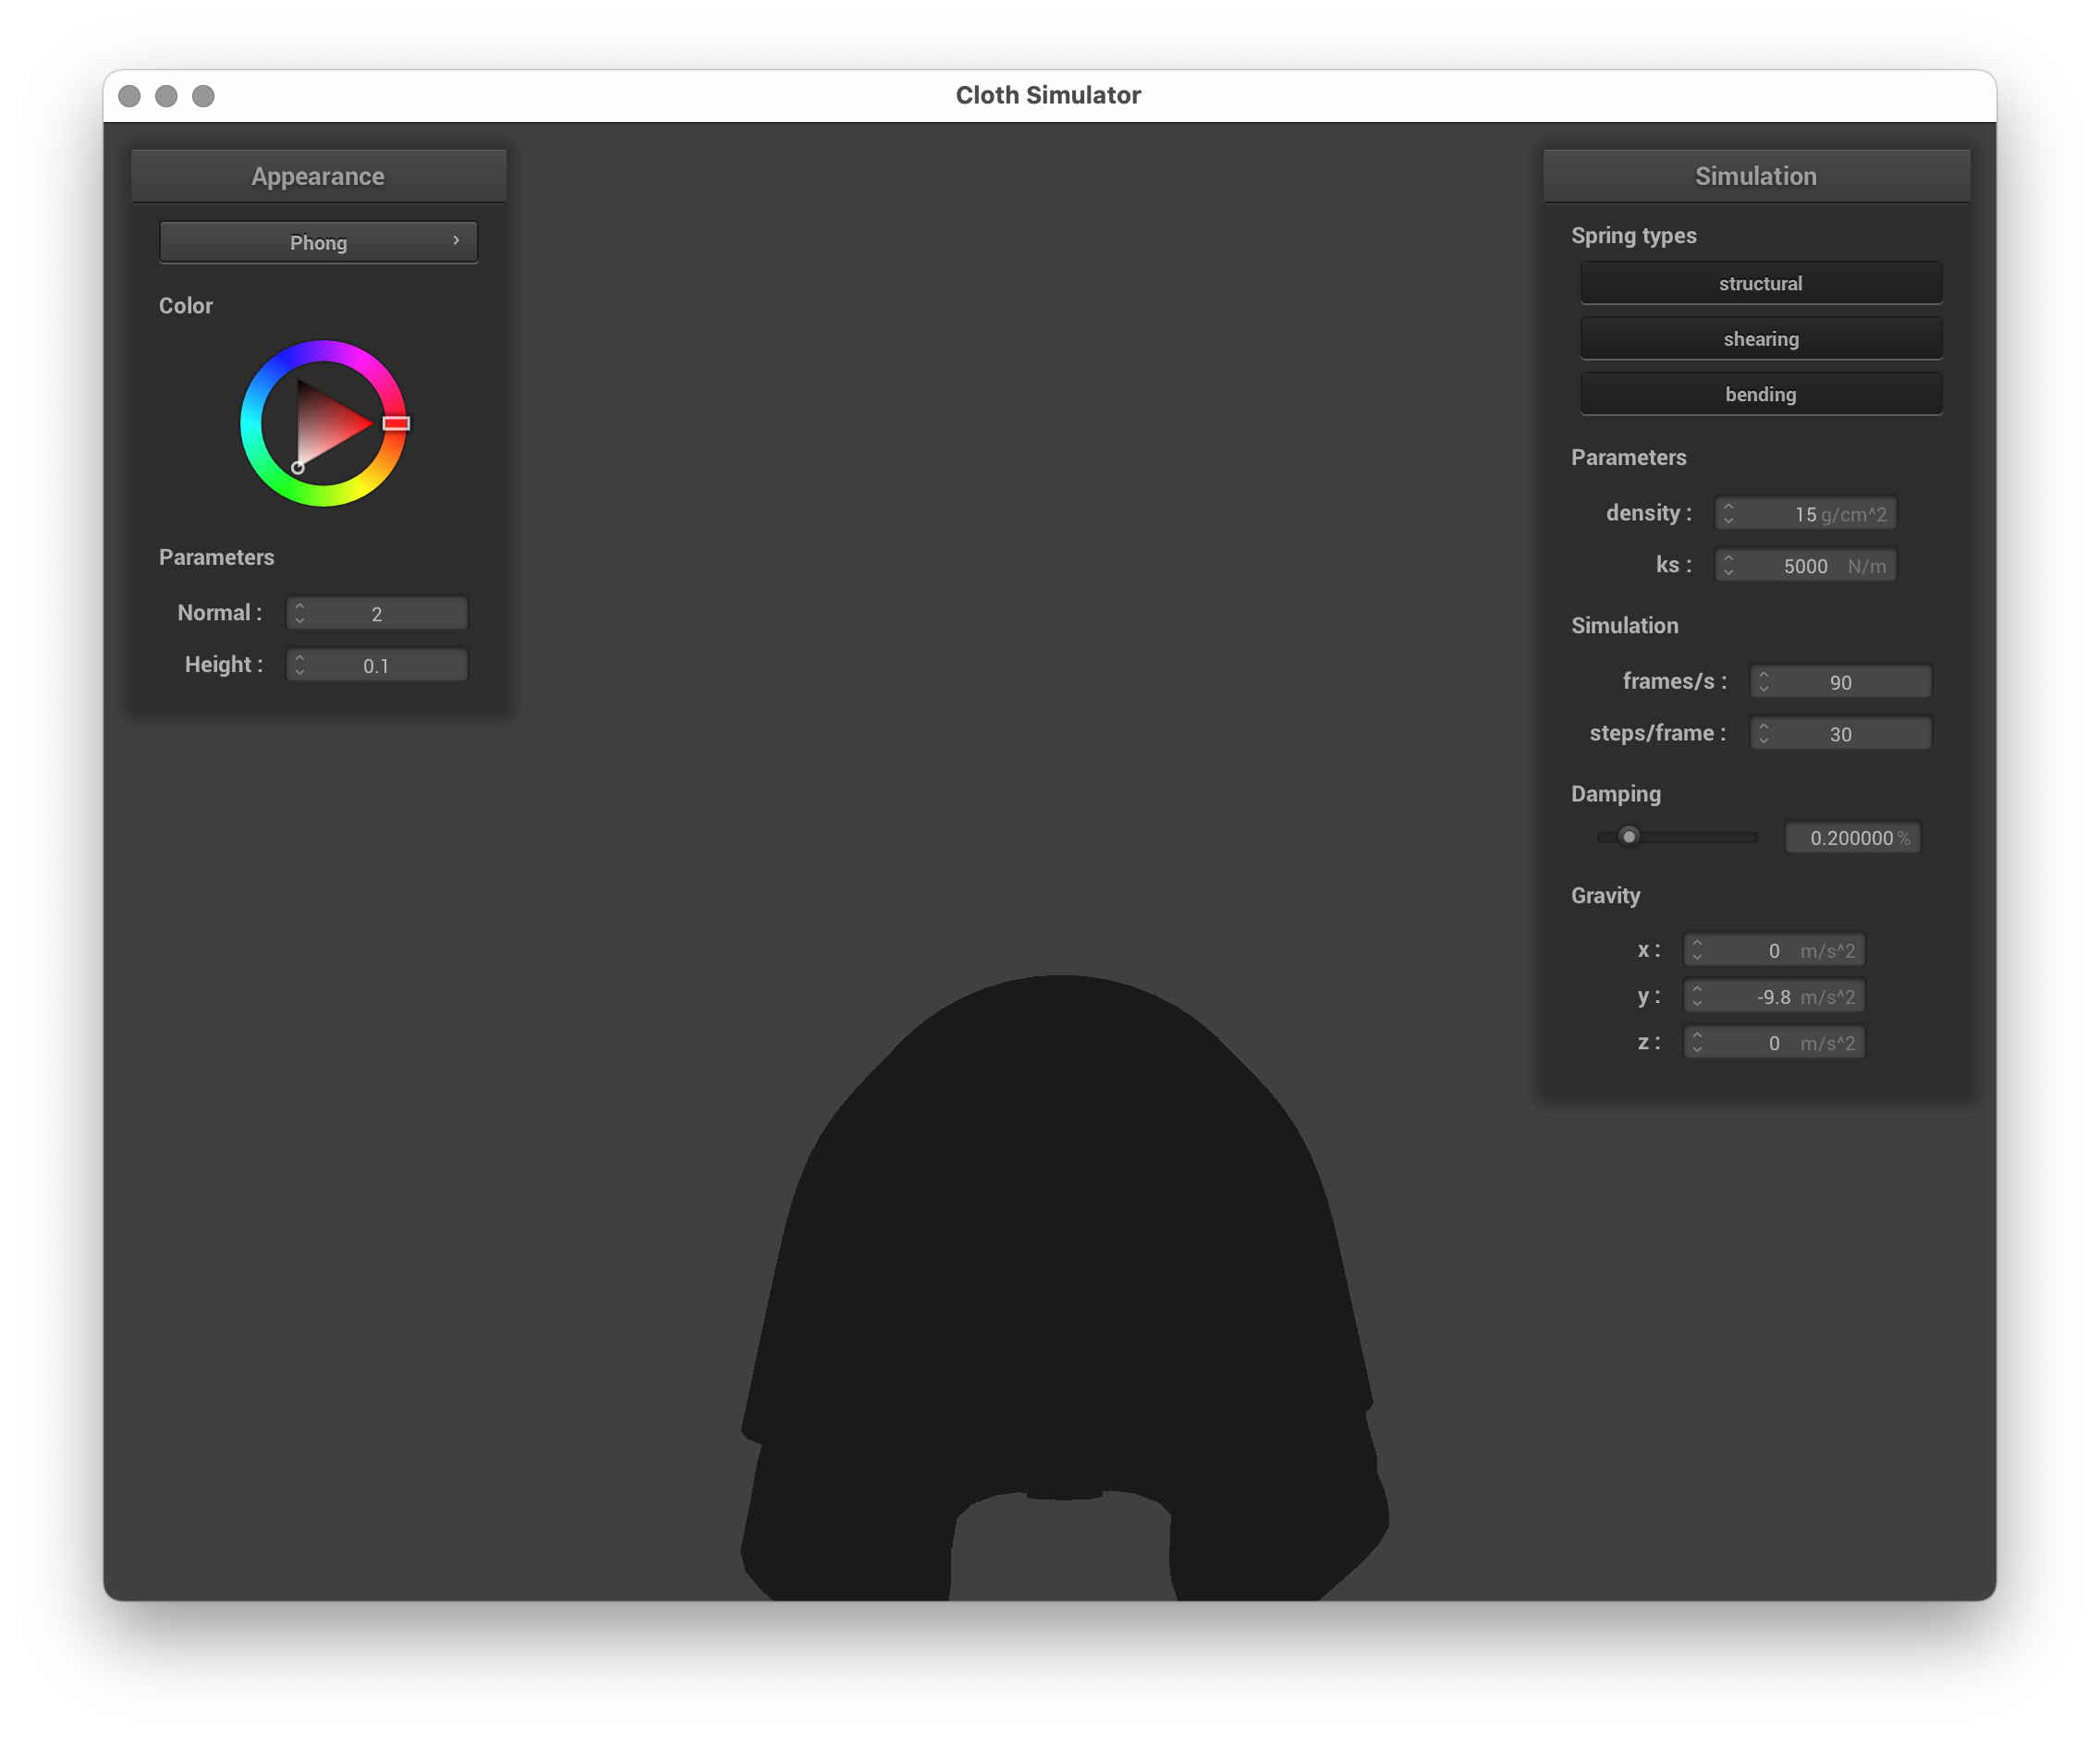 Cloth Simulator
Appearance
Phong
Color
Parameters
Normal : 2
Height : 0.1
Simulation
Spring types
structural
shearing
bending
Parameters
density : 15 g/cm^2
ks : 5000 N/m
Simulation
frames/s : 90
steps/frame : 30
Damping
0.200000 %
Gravity
x : 0 m/s^2
y : -9.8 m/s^2
z : 0 m/s^2